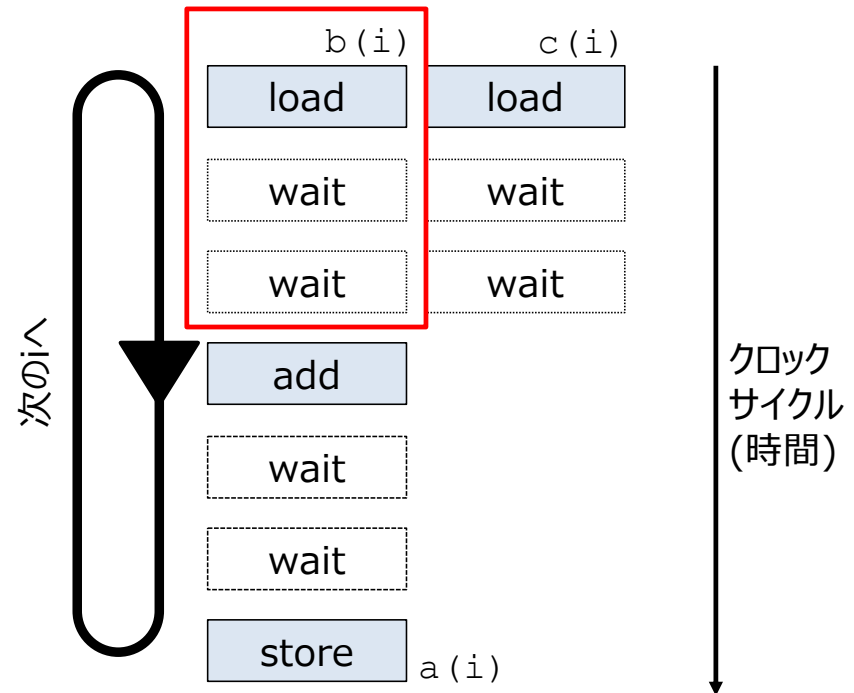 b(i)
c(i)
load
load
wait
wait
wait
wait
add
wait
wait
store
a(i)
次のiへ
クロック
サイクル
(時間)